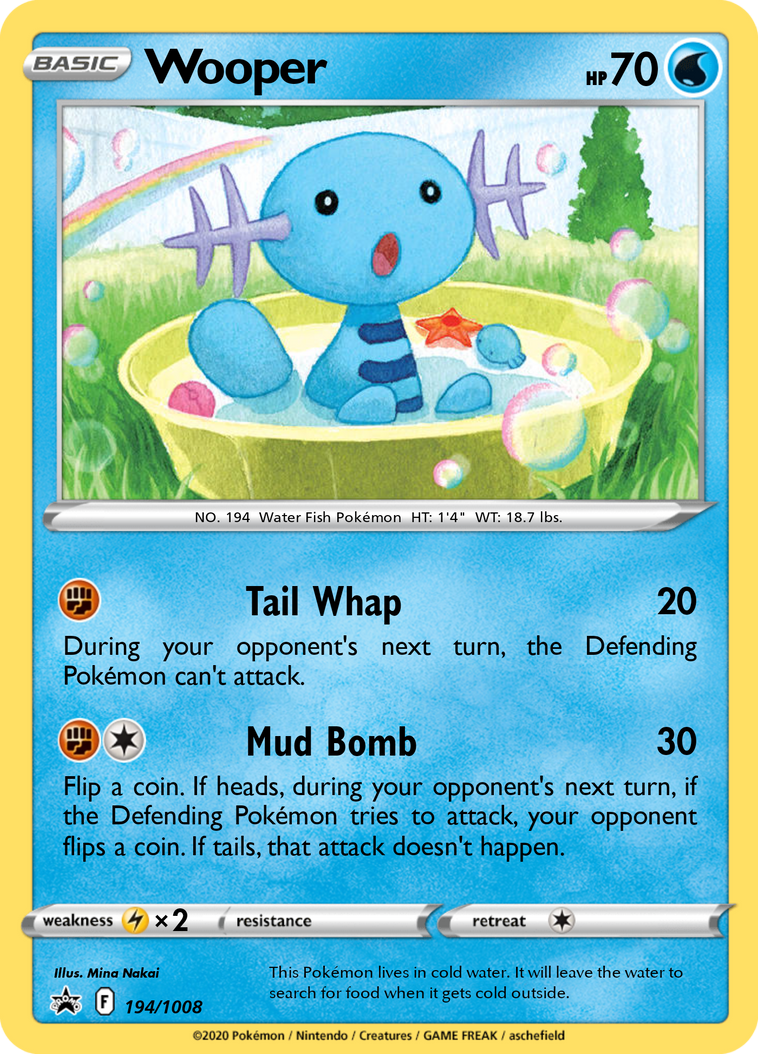 BASIC Wooper HP 70
NO. 194 Water Fish Pokémon HT: 1'4" WT: 18.7 lbs.
Tail Whap 20
During your opponent's next turn, the Defending
Pokémon can't attack.
Mud Bomb 30
Flip a coin. If heads, during your opponent's next turn, if
the Defending Pokémon tries to attack, your opponent
flips a coin. If tails, that attack doesn't happen.
weakness ×2 resistance retreat
Illus. Mina Nakai
F 194/1008
This Pokémon lives in cold water. It will leave the water to
search for food when it gets cold outside.
©2020 Pokémon / Nintendo / Creatures / GAME FREAK / aschefield